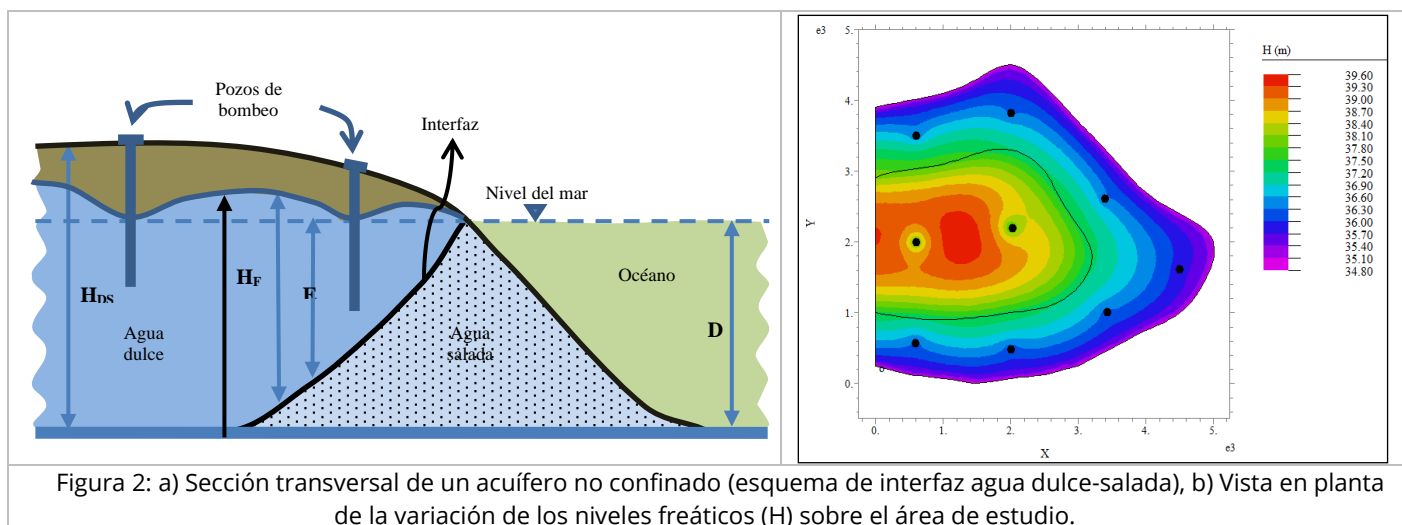 Pozos de
bombeo
Interfaz
Nivel del mar
Océano
H_DS
H_F
E
D
Agua
dulce
Agua
salada
e3
5.
4.
3.
2.
1.
0.
Y
0
0. 1. 2. 3. 4. 5.
X
e3
H (m)
39.60
39.30
39.00
38.70
38.40
38.10
37.80
37.50
37.20
36.90
36.60
36.30
36.00
35.70
35.40
35.10
34.80
Figura 2: a) Sección transversal de un acuífero no confinado (esquema de interfaz agua dulce-salada), b) Vista en planta
de la variación de los niveles freáticos (H) sobre el área de estudio.